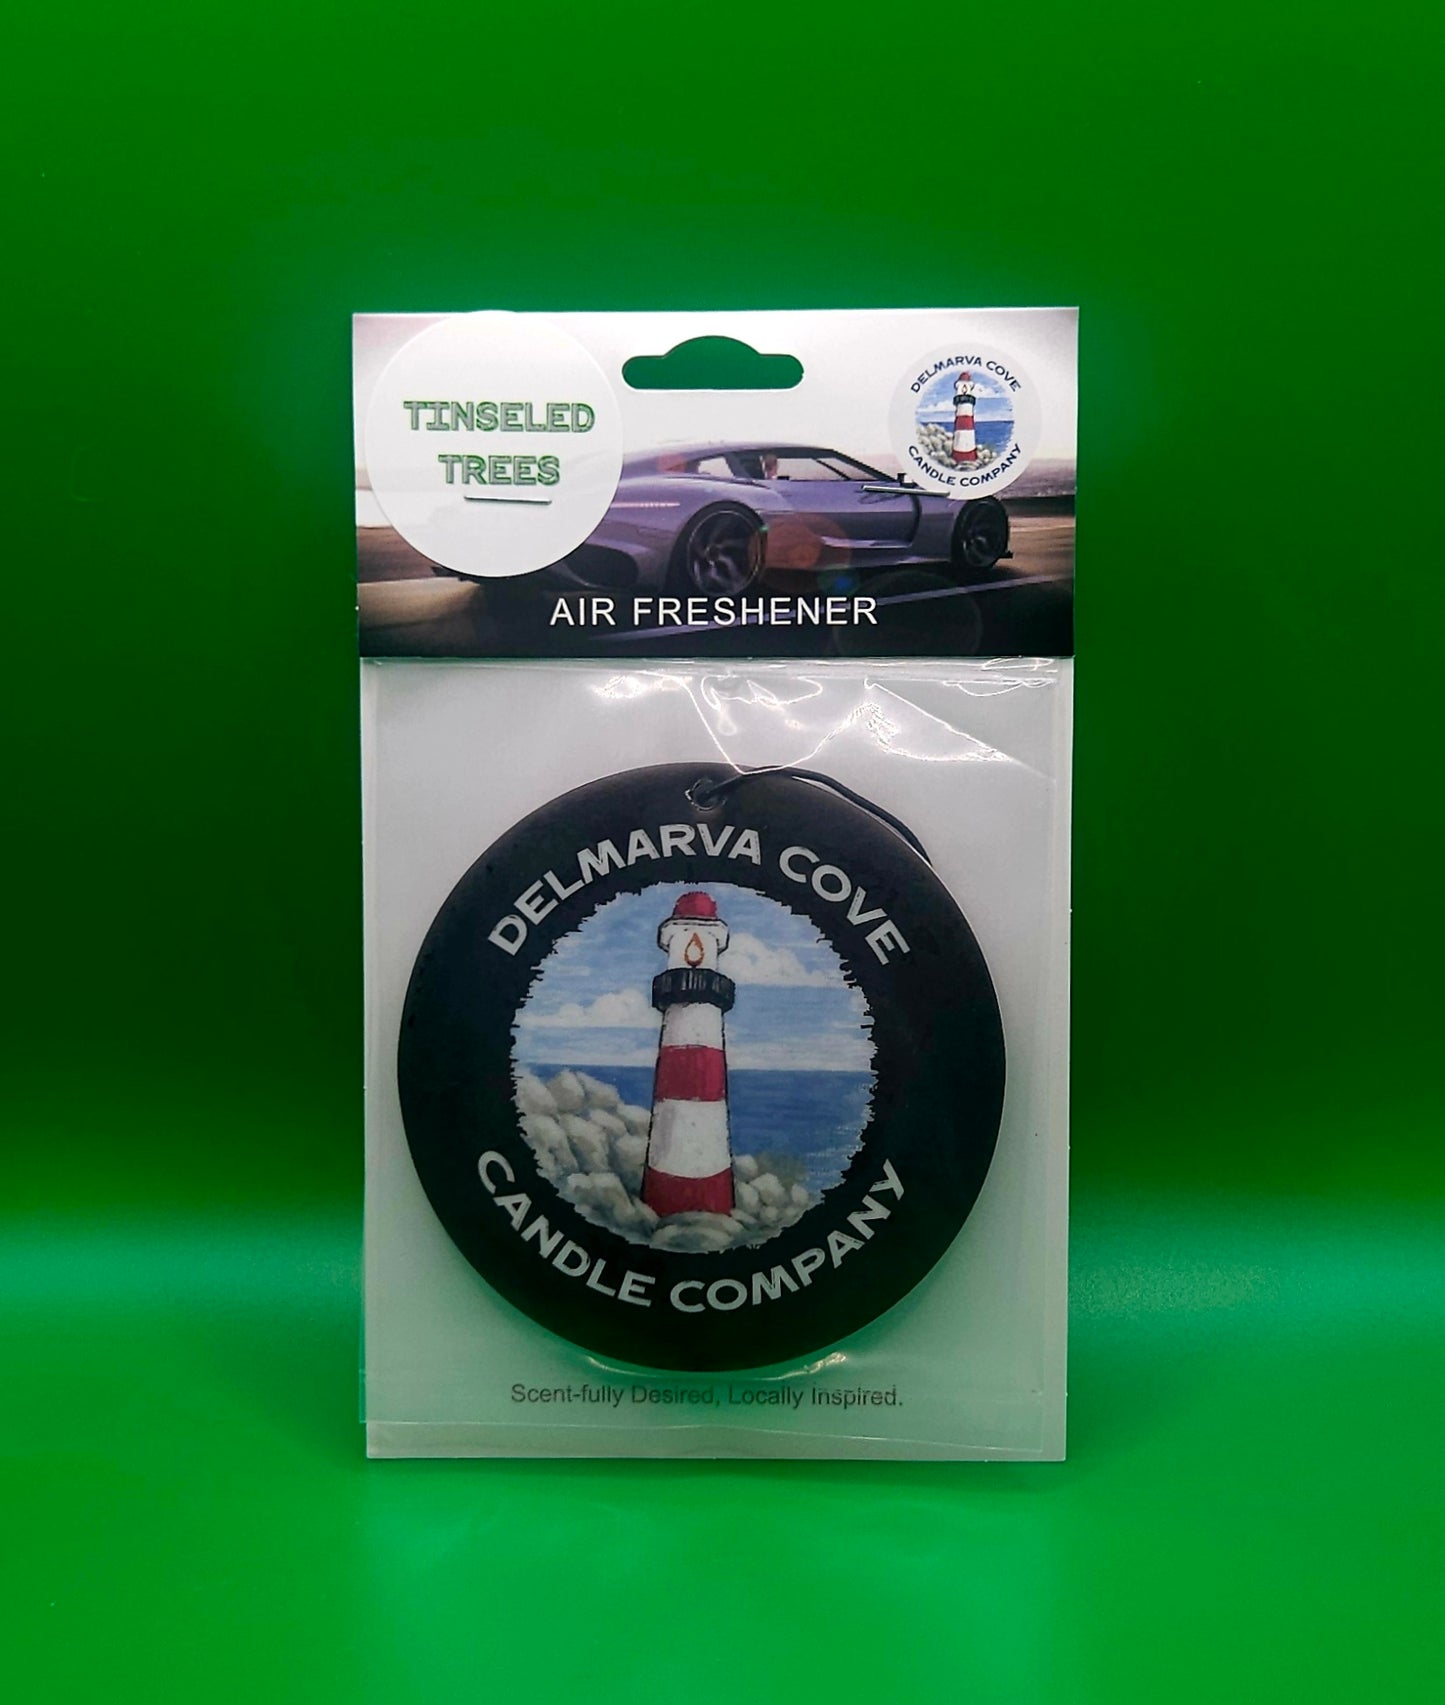 TINSELED
TREES
DELMARVA COVE
CANDLE COMPANY
AIR FRESHENER
DELMARVA COVE
CANDLE COMPANY
Scent-fully Desired, Locally Inspired.